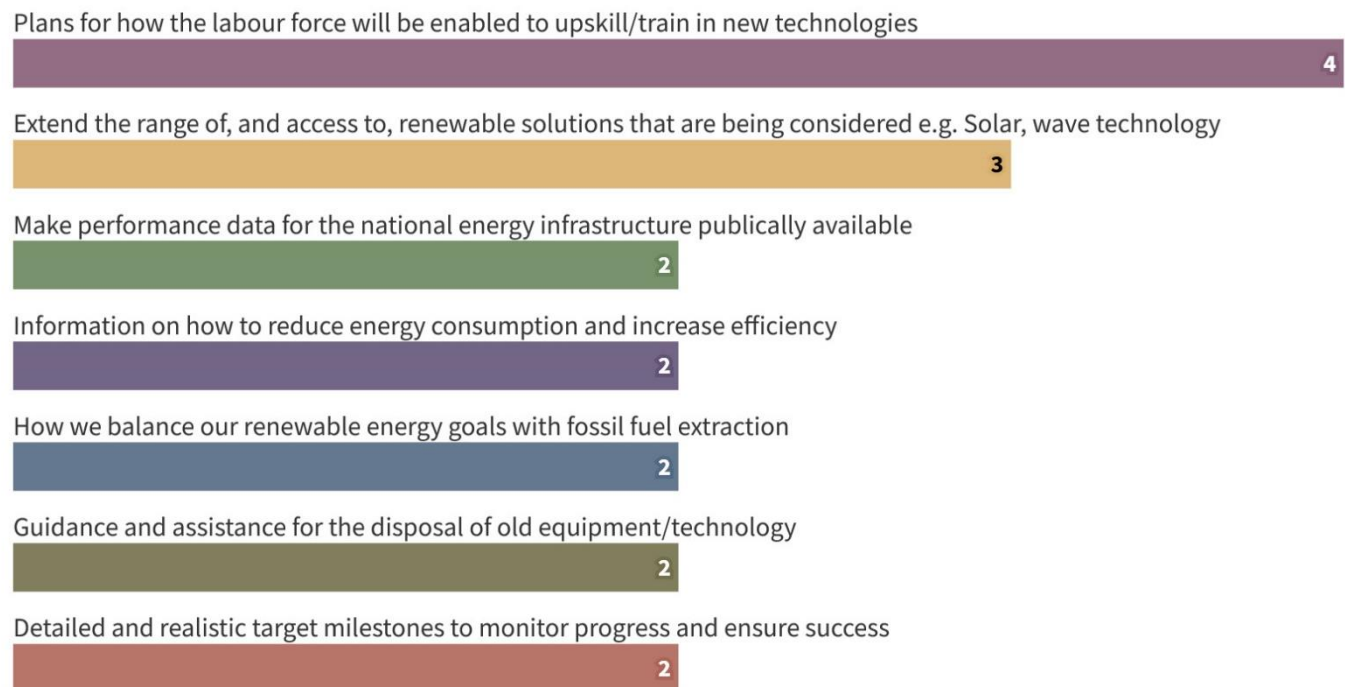 Plans for how the labour force will be enabled to upskill/train in new technologies
4
Extend the range of, and access to, renewable solutions that are being considered e.g. Solar, wave technology
3
Make performance data for the national energy infrastructure publically available
2
Information on how to reduce energy consumption and increase efficiency
2
How we balance our renewable energy goals with fossil fuel extraction
2
Guidance and assistance for the disposal of old equipment/technology
2
Detailed and realistic target milestones to monitor progress and ensure success
2